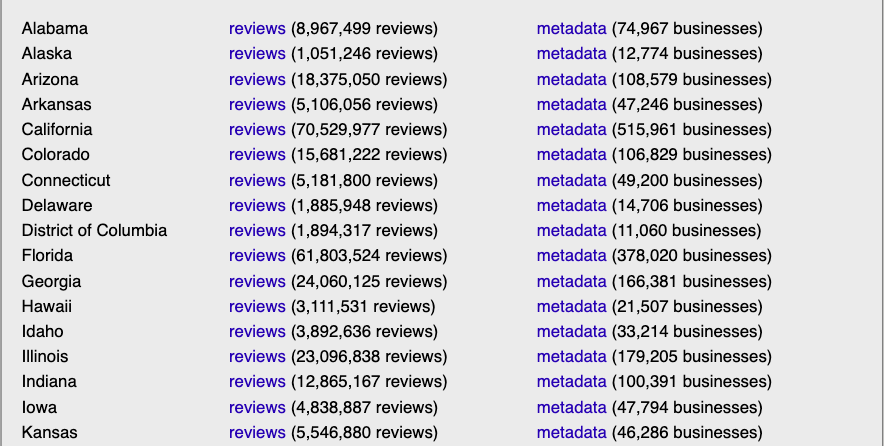 Alabama reviews (8,967,499 reviews) metadata (74,967 businesses)
Alaska reviews (1,051,246 reviews) metadata (12,774 businesses)
Arizona reviews (18,375,050 reviews) metadata (108,579 businesses)
Arkansas reviews (5,106,056 reviews) metadata (47,246 businesses)
California reviews (70,529,977 reviews) metadata (515,961 businesses)
Colorado reviews (15,681,222 reviews) metadata (106,829 businesses)
Connecticut reviews (5,181,800 reviews) metadata (49,200 businesses)
Delaware reviews (1,885,948 reviews) metadata (14,706 businesses)
District of Columbia reviews (1,894,317 reviews) metadata (11,060 businesses)
Florida reviews (61,803,524 reviews) metadata (378,020 businesses)
Georgia reviews (24,060,125 reviews) metadata (166,381 businesses)
Hawaii reviews (3,111,531 reviews) metadata (21,507 businesses)
Idaho reviews (3,892,636 reviews) metadata (33,214 businesses)
Illinois reviews (23,096,838 reviews) metadata (179,205 businesses)
Indiana reviews (12,865,167 reviews) metadata (100,391 businesses)
Iowa reviews (4,838,887 reviews) metadata (47,794 businesses)
Kansas reviews (5,546,880 reviews) metadata (46,286 businesses)